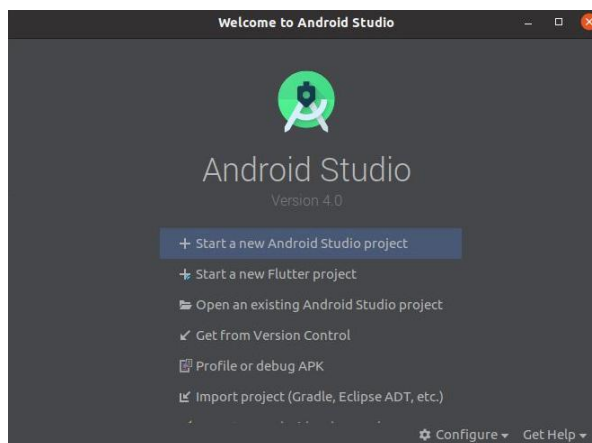 Welcome to Android Studio
Android Studio
Version 4.0
Start a new Android Studio project
Start a new Flutter project
Open an existing Android Studio project
Get from Version Control
Profile or debug APK
Import project (Gradle, Eclipse ADT, etc.)
Configure Get Help